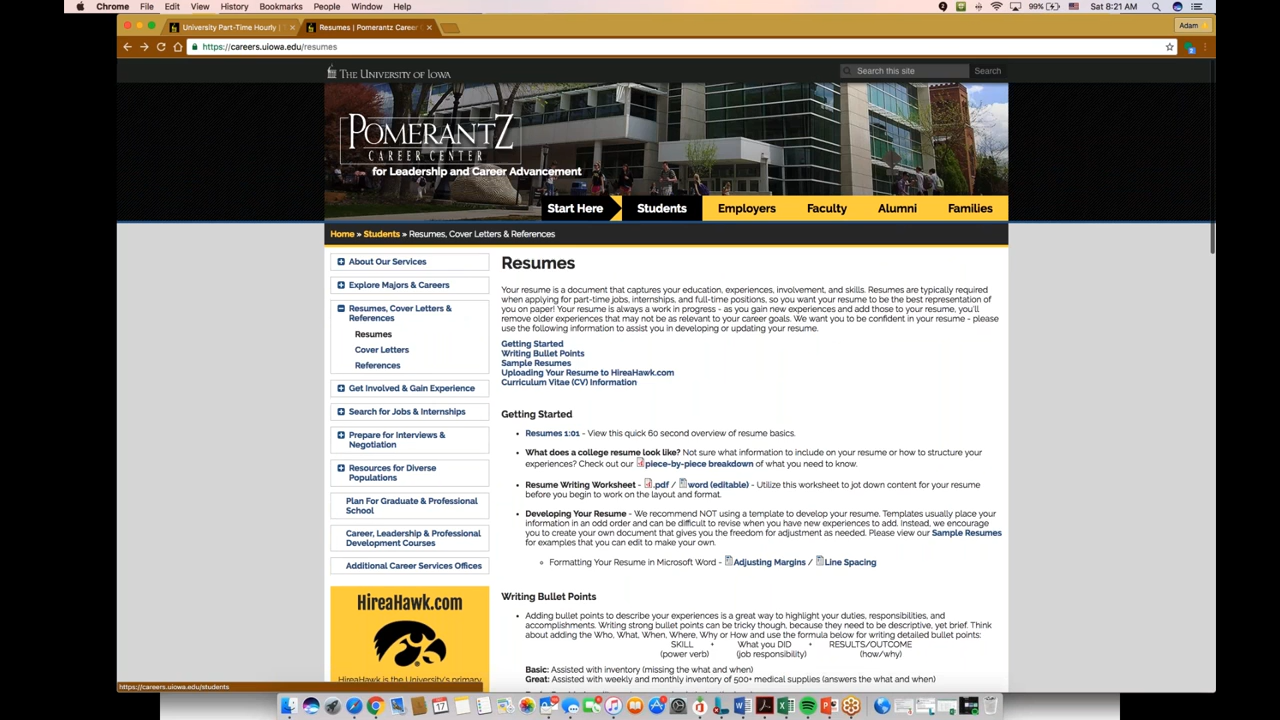 Chrome File Edit View History Bookmarks People Window Help
99% Sat 8:21 AM
University Part-Time Hourly |
Resumes | Pomerantz Career
Adam
https://careers.uiowa.edu/resumes
THE UNIVERSITY OF IOWA
Search this site Search
POMERANTZ
CAREER CENTER
for Leadership and Career Advancement
Start Here Students Employers Faculty Alumni Families
Home » Students » Resumes, Cover Letters & References
About Our Services
Explore Majors & Careers
Resumes, Cover Letters &
References
Resumes
Cover Letters
References
Get Involved & Gain Experience
Search for Jobs & Internships
Prepare for Interviews &
Negotiation
Resources for Diverse
Populations
Plan For Graduate & Professional
School
Career, Leadership & Professional
Development Courses
Additional Career Services Offices
HireaHawk.com
HireaHawk is the University's primary
Resumes
Your resume is a document that captures your education, experiences, involvement, and skills. Resumes are typically required
when applying for part-time jobs, internships, and full-time positions, so you want your resume to be the best representation of
you on paper! Your resume is always a work in progress - as you gain new experiences and add those to your resume, you'll
remove older experiences that may not be as relevant to your career goals. We want you to be confident in your resume - please
use the following information to assist you in developing or updating your resume.
Getting Started
Writing Bullet Points
Sample Resumes
Uploading Your Resume to HireaHawk.com
Curriculum Vitae (CV) Information
Getting Started
• Resumes 1:01 - View this quick 60 second overview of resume basics.
• What does a college resume look like? Not sure what information to include on your resume or how to structure your
experiences? Check out our piece-by-piece breakdown of what you need to know.
• Resume Writing Worksheet - .pdf / word (editable) - Utilize this worksheet to jot down content for your resume
before you begin to work on the layout and format.
• Developing Your Resume - We recommend NOT using a template to develop your resume. Templates usually place your
information in an odd order and can be difficult to revise when you have new experiences to add. Instead, we encourage
you to create your own document that gives you the freedom for adjustment as needed. Please view our Sample Resumes
for examples that you can edit to make your own.
Formatting Your Resume in Microsoft Word - Adjusting Margins / Line Spacing
Writing Bullet Points
• Adding bullet points to describe your experiences is a great way to highlight your duties, responsibilities, and
accomplishments. Writing strong bullet points can be tricky though, because they need to be descriptive, yet brief. Think
about adding the Who, What, When, Where, Why or How and use the formula below for writing detailed bullet points:
SKILL + What you DID + RESULTS/OUTCOME
(power verb) (job responsibility) (how/why)
Basic: Assisted with inventory (missing the what and when)
Great: Assisted with weekly and monthly inventory of 500+ medical supplies (answers the what and when)
https://careers.uiowa.edu/students